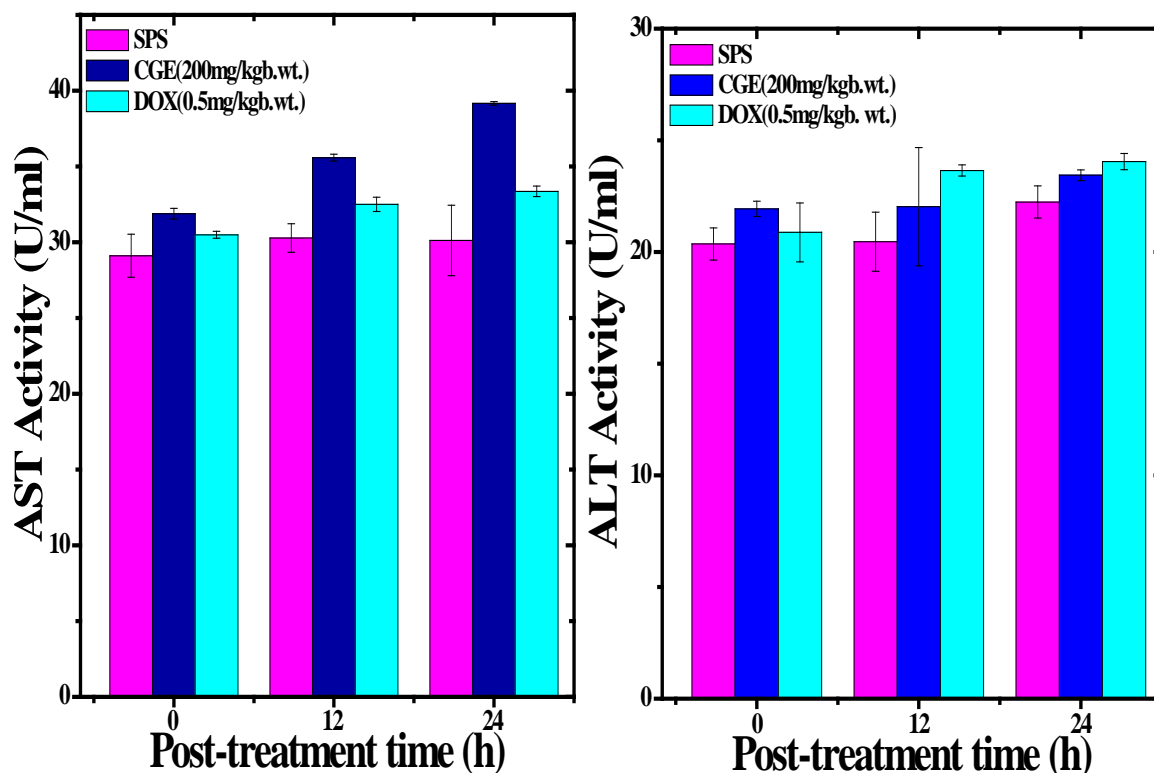 SPS
CGE(200mg/kgb.wt.)
DOX(0.5mg/kgb.wt.)
AST Activity (U/ml)
40
30
20
10
0
0
12
24
Post-treatment time (h)
SPS
CGE(200mg/kgb.wt.)
DOX(0.5mg/kgb. wt.)
ALT Activity (U/ml)
30
20
10
0
0
12
24
Post-treatment time (h)